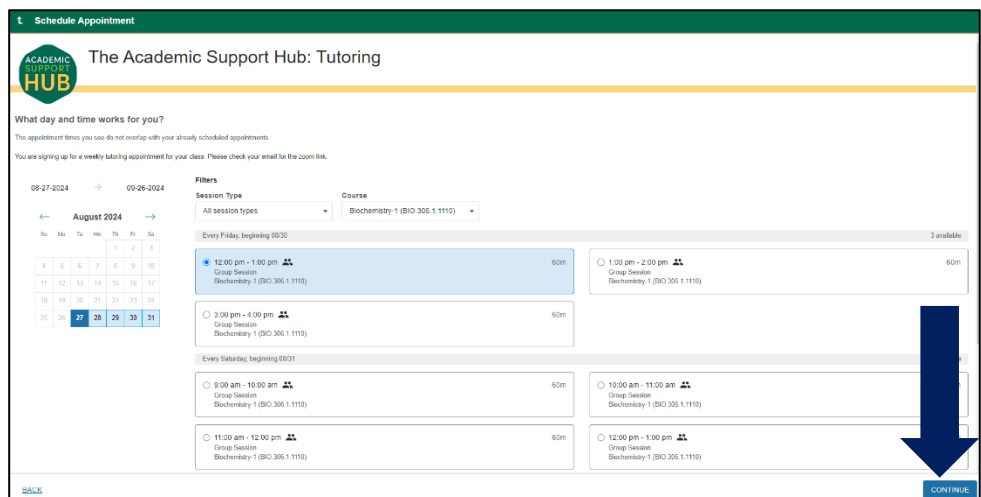 Schedule Appointment
ACADEMIC
SUPPORT
HUB
The Academic Support Hub: Tutoring
What day and time works for you?
The appointment times you see do not overlap with your already scheduled appointments.
You are signing up for a weekly tutoring appointment for your class. Please check your email for the zoom link.
08-27-2024 → 09-26-2024
← August 2024 →
Su Mo Tu We Th Fr Sa
1 2 3
4 5 6 7 8 9 10
11 12 13 14 15 16 17
18 19 20 21 22 23 24
25 26 27 28 29 30 31
Filters
Session Type Course
All session types Biochemistry-1 (BIO.306.1.1110)
Every Friday, beginning 08/30 3 available
12:00 pm - 1:00 pm 60m
Group Session
Biochemistry-1 (BIO.306.1.1110)
1:00 pm - 2:00 pm 60m
Group Session
Biochemistry-1 (BIO.306.1.1110)
3:00 pm - 4:00 pm 60m
Group Session
Biochemistry-1 (BIO.306.1.1110)
Every Saturday, beginning 08/31
9:00 am - 10:00 am 60m
Group Session
Biochemistry-1 (BIO.306.1.1110)
10:00 am - 11:00 am
Group Session
Biochemistry-1 (BIO.306.1.1110)
11:00 am - 12:00 pm 60m
Group Session
Biochemistry-1 (BIO.306.1.1110)
12:00 pm - 1:00 pm
Group Session
Biochemistry-1 (BIO.306.1.1110)
BACK CONTINUE